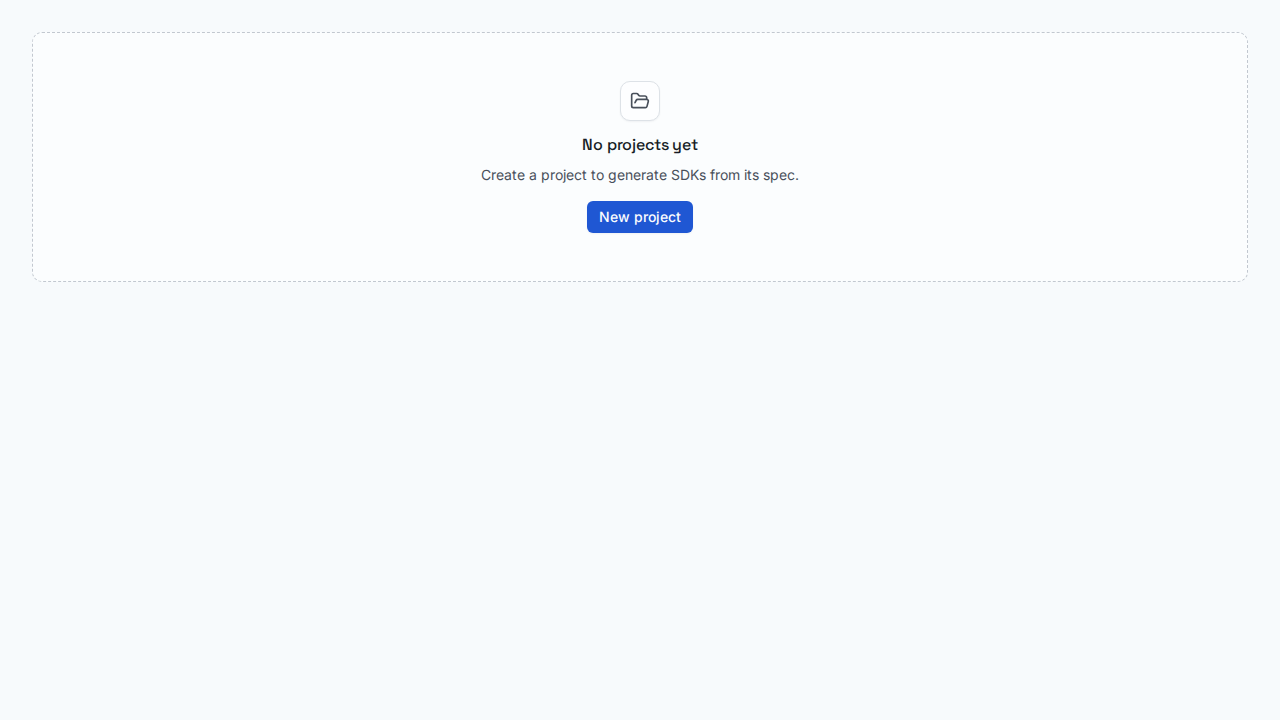 No projects yet
Create a project to generate SDKs from its spec.
New project